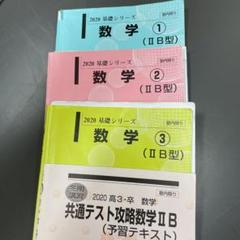 2020 基礎シリーズ
数学 ①
(ⅡB型)
2020 基礎シリーズ
数学 ②
(ⅡB型)
2020 基礎シリーズ
数学 ③
(ⅡB型)
2020 高3・卒 数学
共通テスト攻略数学ⅡB
(予習テキスト)